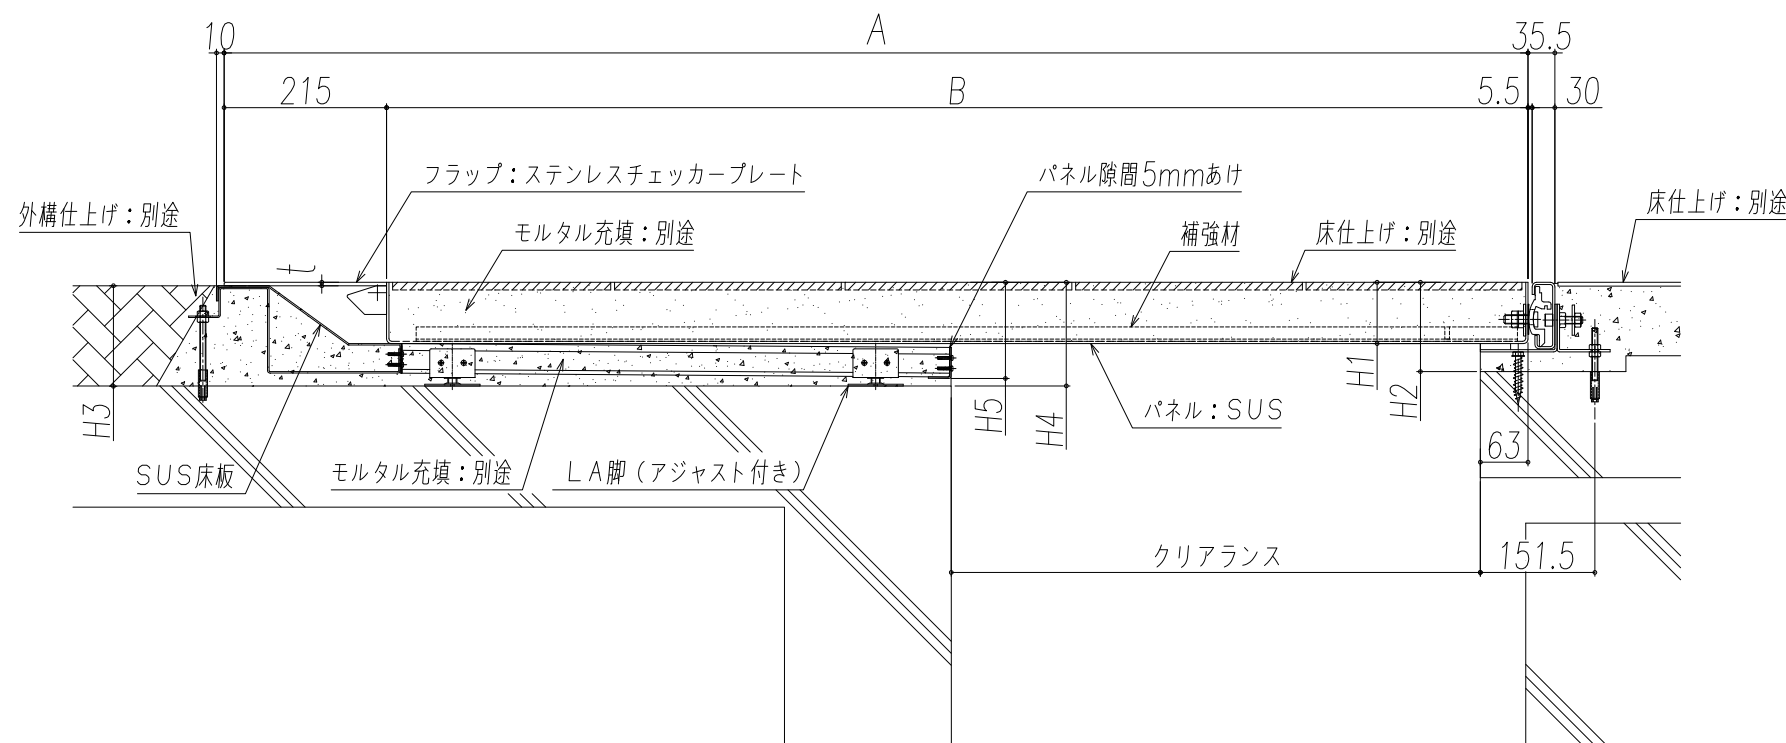 10
A
35.5
215
B
5.5
30
フラップ：ステンレスチェッカープレート
パネル隙間5mmあけ
床仕上げ：別途
外構仕上げ：別途
モルタル充填：別途
補強材
床仕上げ：別途
t
H3
H5
H4
H1
H2
パネル：SUS
63
SUS床板
モルタル充填：別途
LA脚（アジャスト付き）
クリアランス
151.5